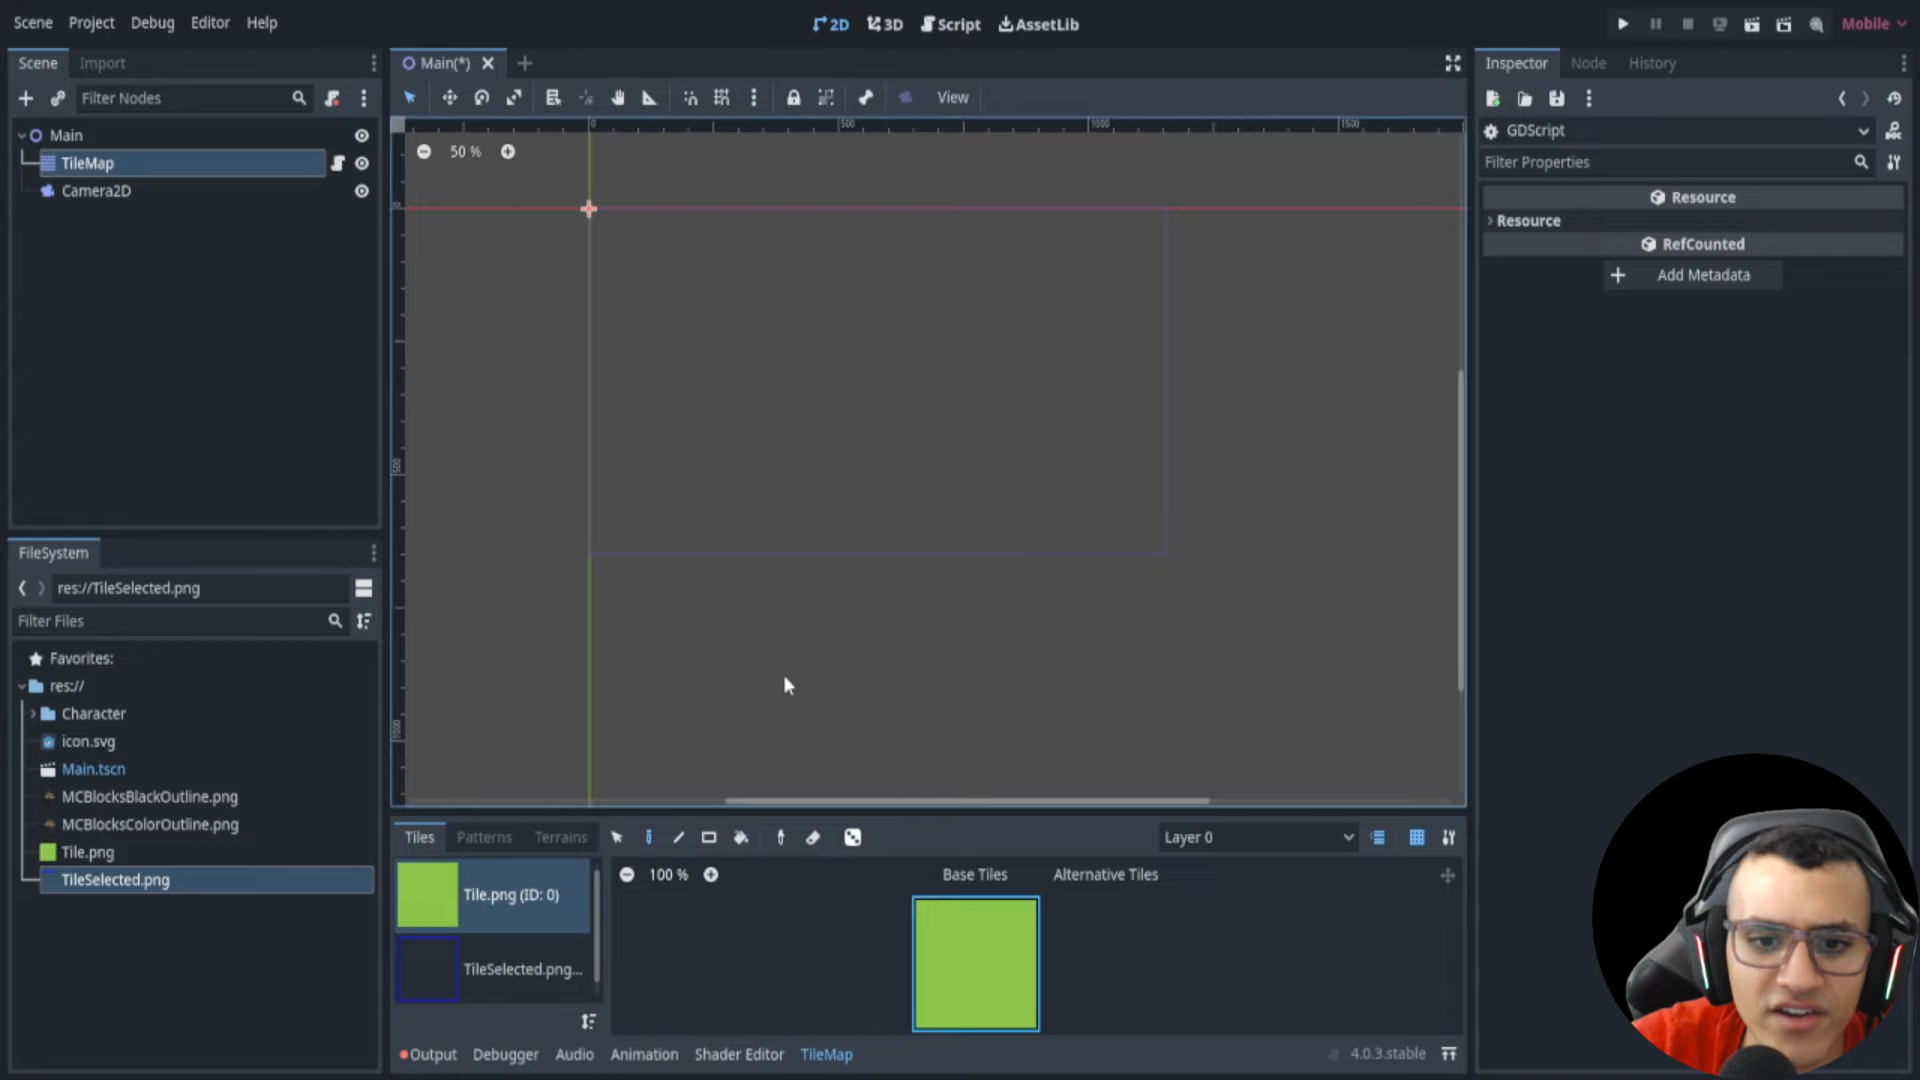 Scene Project Debug Editor Help
2D 3D Script AssetLib
Mobile
Scene Import
Filter Nodes
Main
TileMap
Camera2D
FileSystem
res://TileSelected.png
Filter Files
Favorites:
res://
Character
icon.svg
Main.tscn
MCBlocksBlackOutline.png
MCBlocksColorOutline.png
Tile.png
TileSelected.png
Main(*)
View
0 500 1000 1500
50 %
0
500
1000
Tiles Patterns Terrains
Layer 0
Tile.png (ID: 0)
TileSelected.png...
100 %
Base Tiles Alternative Tiles
Output Debugger Audio Animation Shader Editor TileMap
4.0.3.stable
Inspector Node History
GDScript
Filter Properties
Resource
Resource
RefCounted
Add Metadata